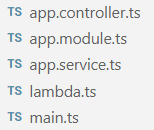 TS app.controller.ts
TS app.module.ts
TS app.service.ts
TS lambda.ts
TS main.ts